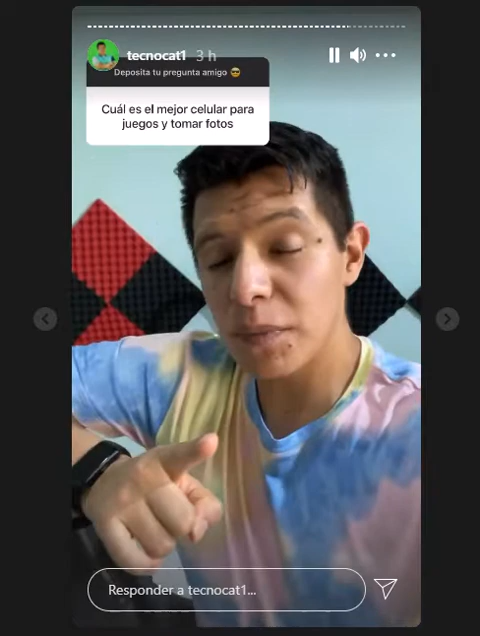 tecnocat1 3 h
Deposita tu pregunta amigo 😎
Cuál es el mejor celular para
juegos y tomar fotos
Responder a tecnocat1...